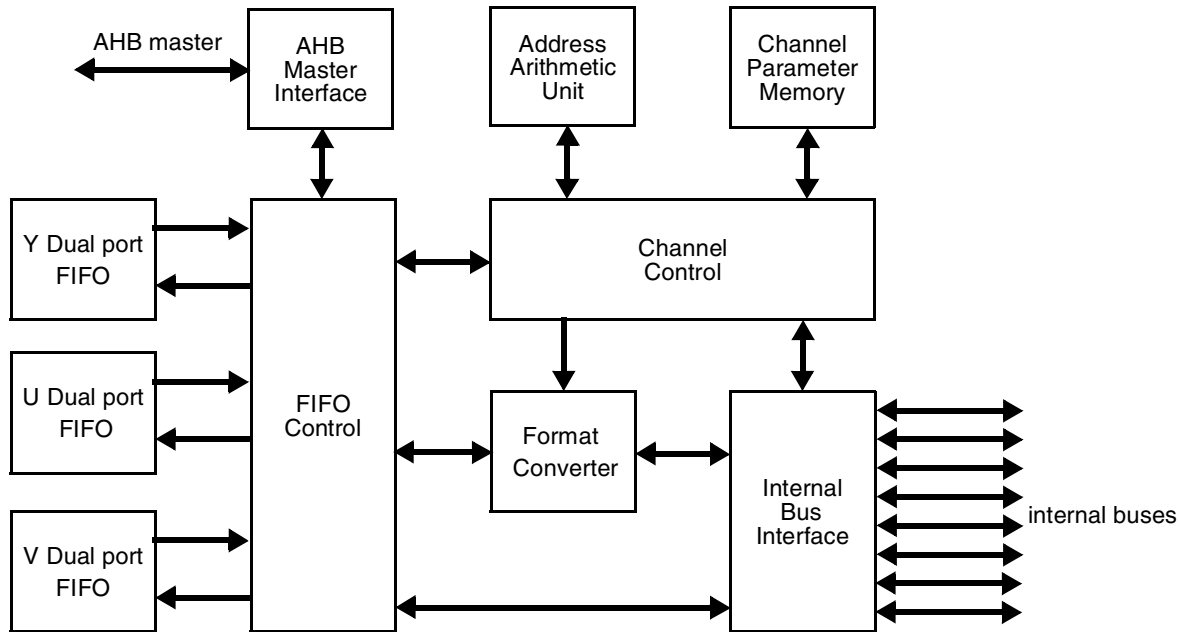 AHB master
AHB
Master
Interface
Address
Arithmetic
Unit
Channel
Parameter
Memory
Y Dual port
FIFO
Channel
Control
U Dual port
FIFO
FIFO
Control
Format
Converter
Internal
Bus
Interface
internal buses
V Dual port
FIFO